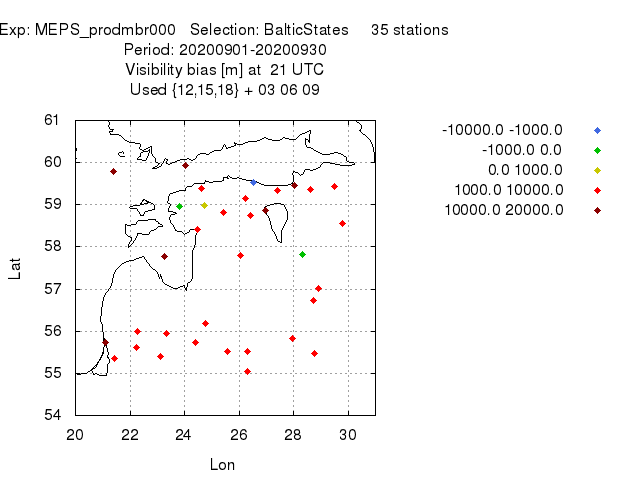 Exp: MEPS_prodmbr000 Selection: BalticStates 35 stations
Period: 20200901-20200930
Visibility bias [m] at 21 UTC
Used {12,15,18} + 03 06 09
-10000.0 -1000.0
-1000.0 0.0
0.0 1000.0
1000.0 10000.0
10000.0 20000.0
Lat
61
60
59
58
57
56
55
54
20 22 24 26 28 30
Lon